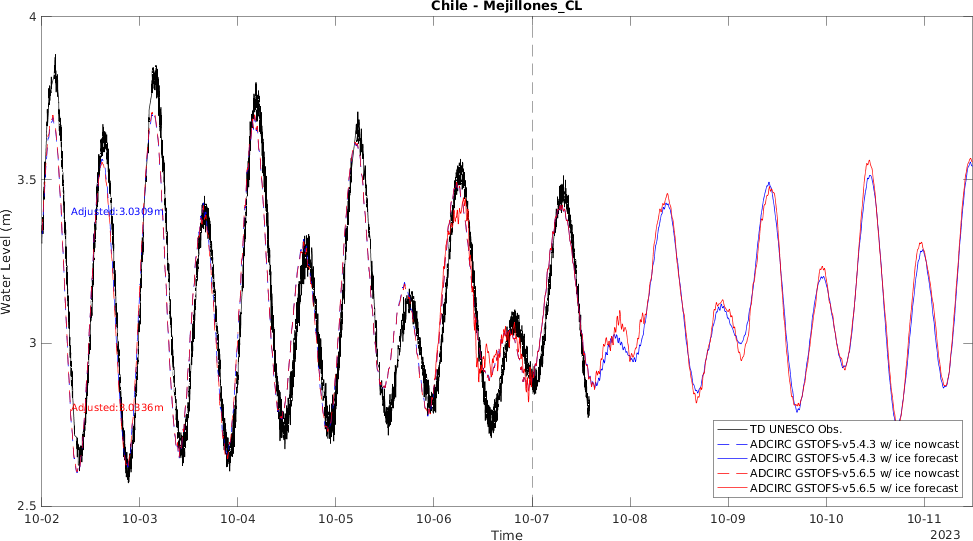 Chile - Mejillones_CL
4
3.5
3
2.5
Water Level (m)
Adjusted:3.0309m
Adjusted:3.0336m
TD UNESCO Obs.
ADCIRC GSTOFS-v5.4.3 w/ ice nowcast
ADCIRC GSTOFS-v5.4.3 w/ ice forecast
ADCIRC GSTOFS-v5.6.5 w/ ice nowcast
ADCIRC GSTOFS-v5.6.5 w/ ice forecast
10-02 10-03 10-04 10-05 10-06 10-07 10-08 10-09 10-10 10-11
Time
2023